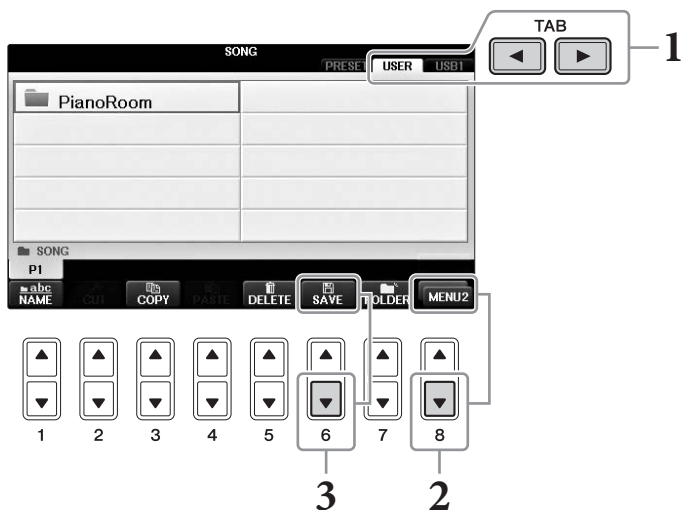 TAB
1
SONG
PRESET USER USB1
PianoRoom
SONG
P1
abc
NAME CUT COPY PASTE DELETE SAVE FOLDER MENU2
1 2 3 4 5 6 7 8
3 2